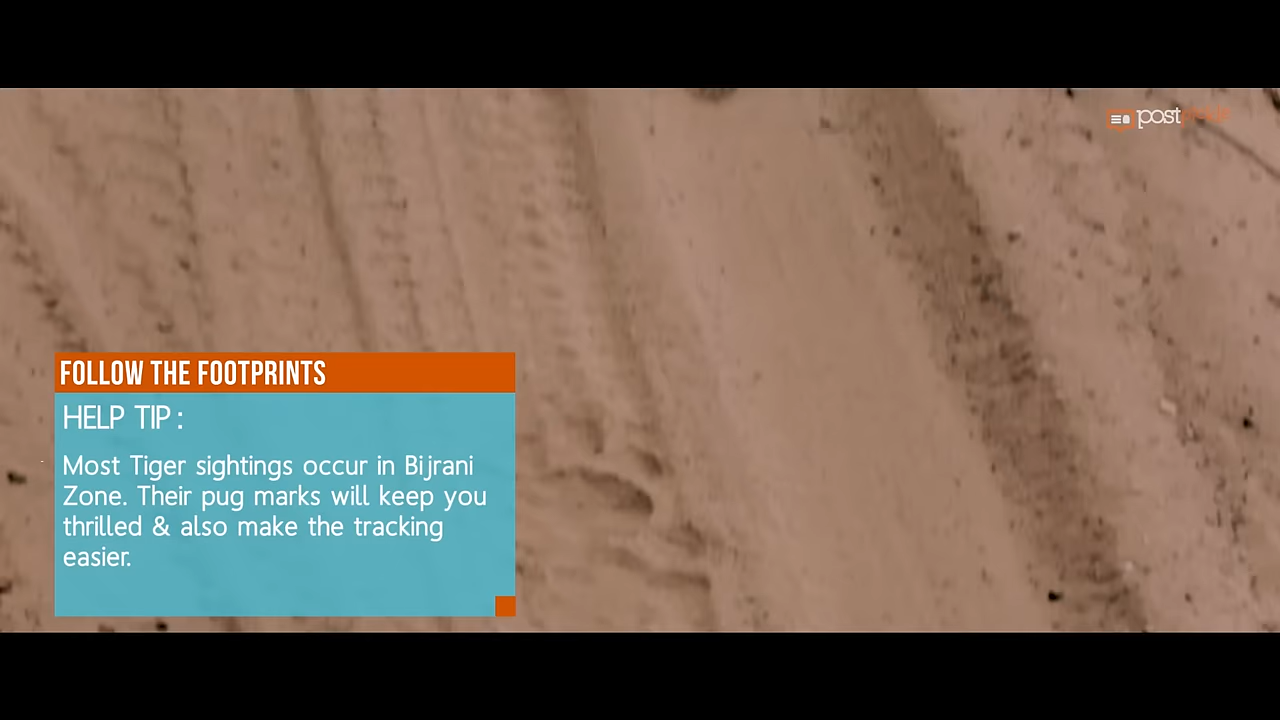 post
FOLLOW THE FOOTPRINTS
HELP TIP :
Most Tiger sightings occur in Bijrani
Zone. Their pug marks will keep you
thrilled & also make the tracking
easier.